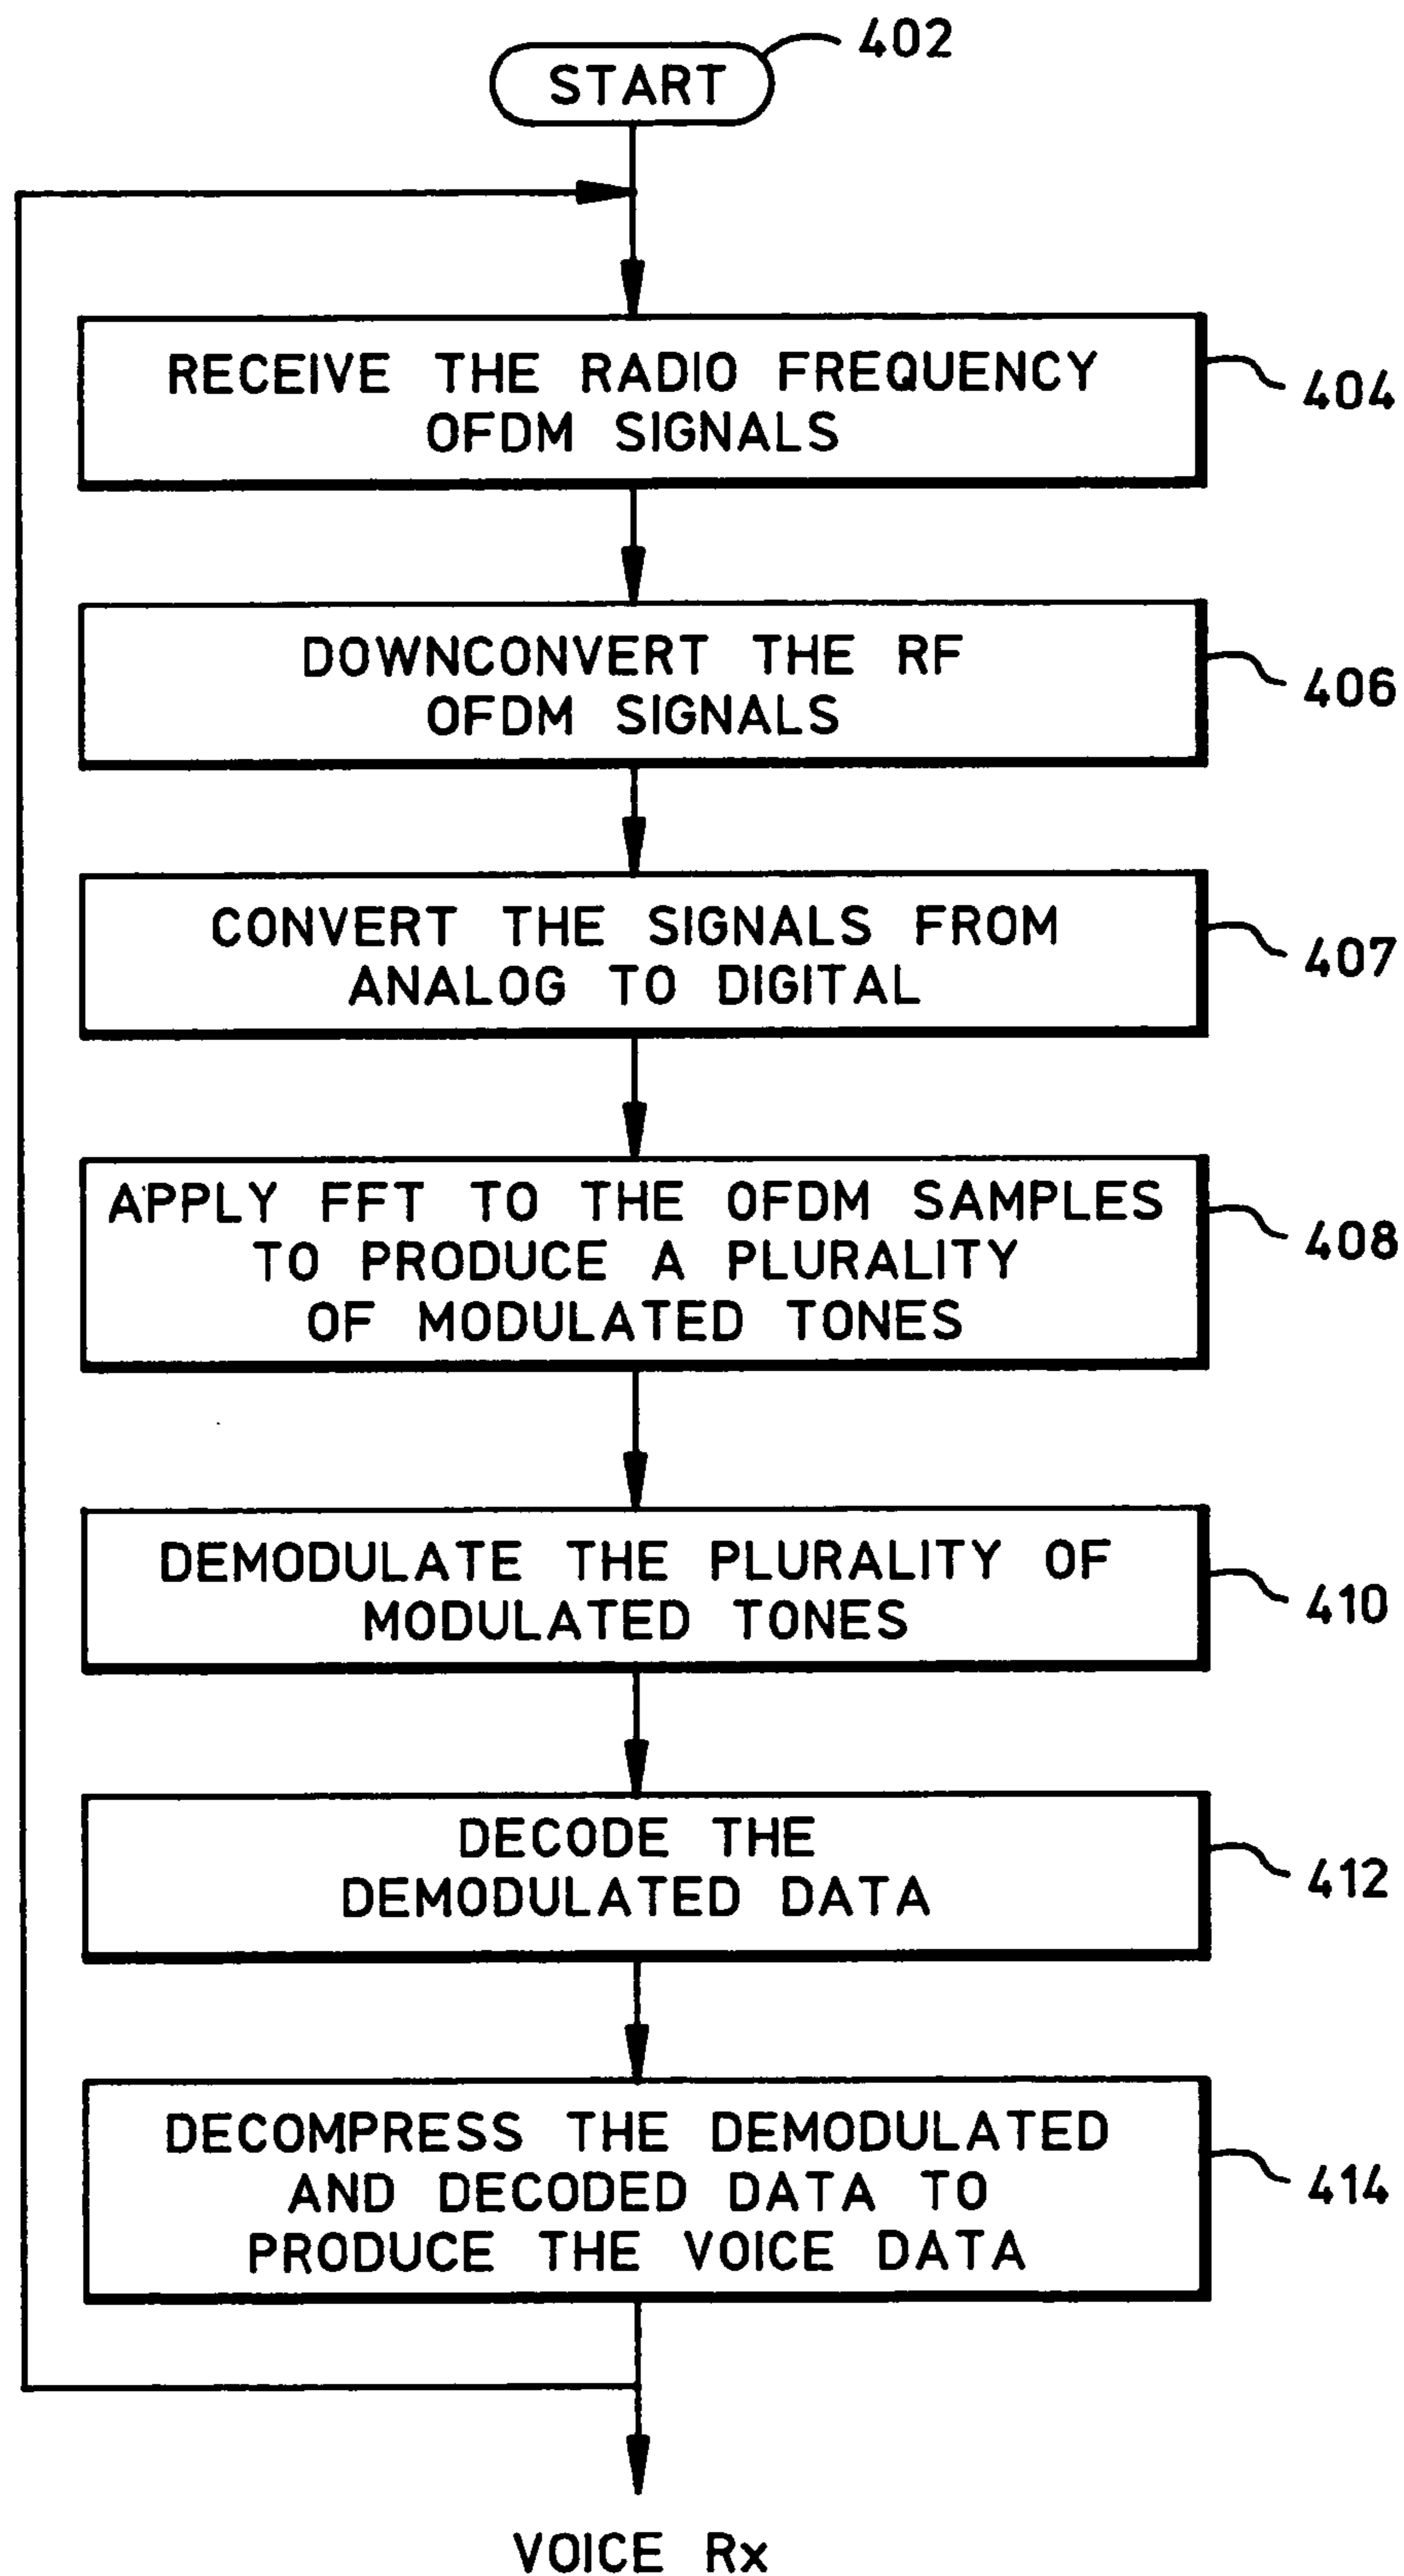 402
START
RECEIVE THE RADIO FREQUENCY
OFDM SIGNALS
404
DOWNCONVERT THE RF
OFDM SIGNALS
406
CONVERT THE SIGNALS FROM
ANALOG TO DIGITAL
407
APPLY FFT TO THE OFDM SAMPLES
TO PRODUCE A PLURALITY
OF MODULATED TONES
408
DEMODULATE THE PLURALITY OF
MODULATED TONES
410
DECODE THE
DEMODULATED DATA
412
DECOMPRESS THE DEMODULATED
AND DECODED DATA TO
PRODUCE THE VOICE DATA
414
VOICE Rx